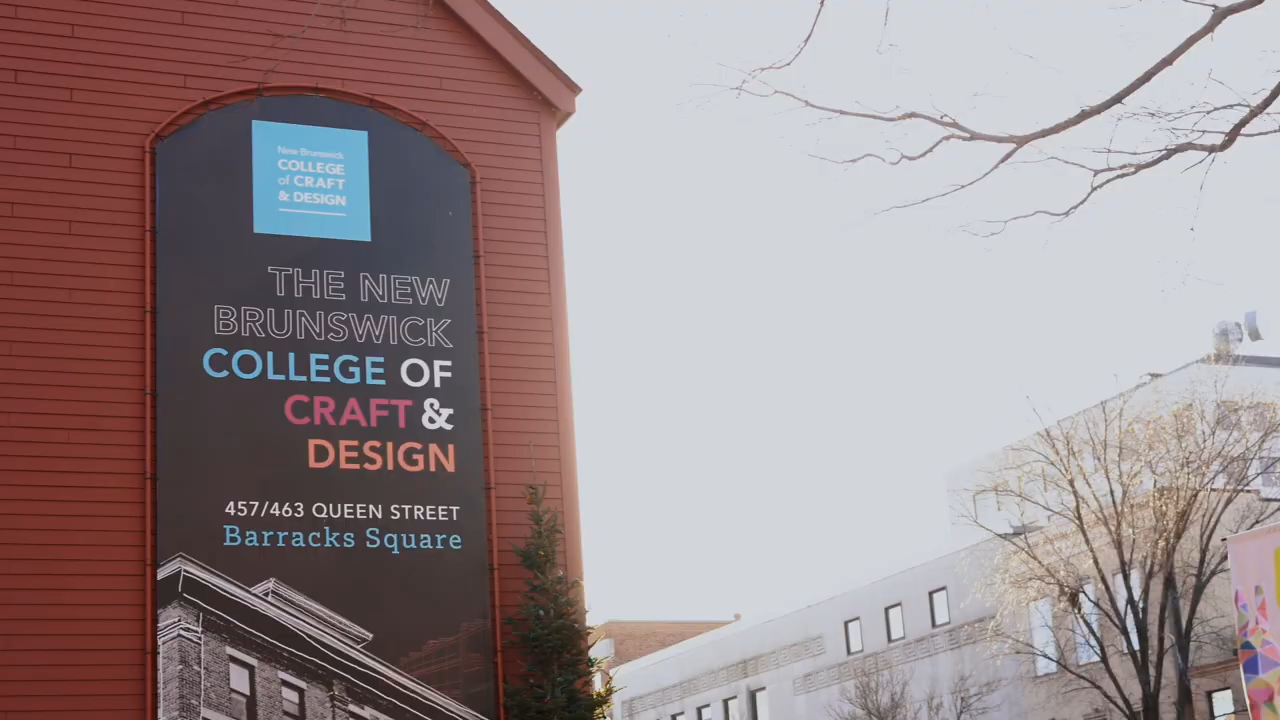 New Brunswick
COLLEGE
of CRAFT
& DESIGN
THE NEW
BRUNSWICK
COLLEGE OF
CRAFT &
DESIGN
457/463 QUEEN STREET
Barracks Square